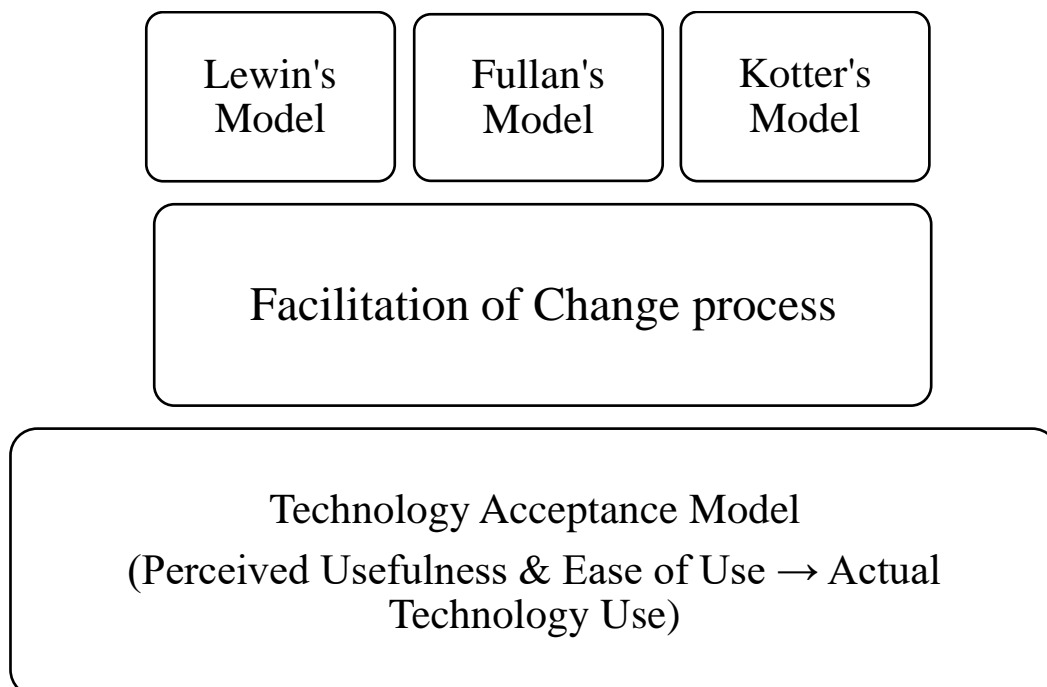 Lewin's
Model
Fullan's
Model
Kotter's
Model
Facilitation of Change process
Technology Acceptance Model
(Perceived Usefulness & Ease of Use → Actual
Technology Use)